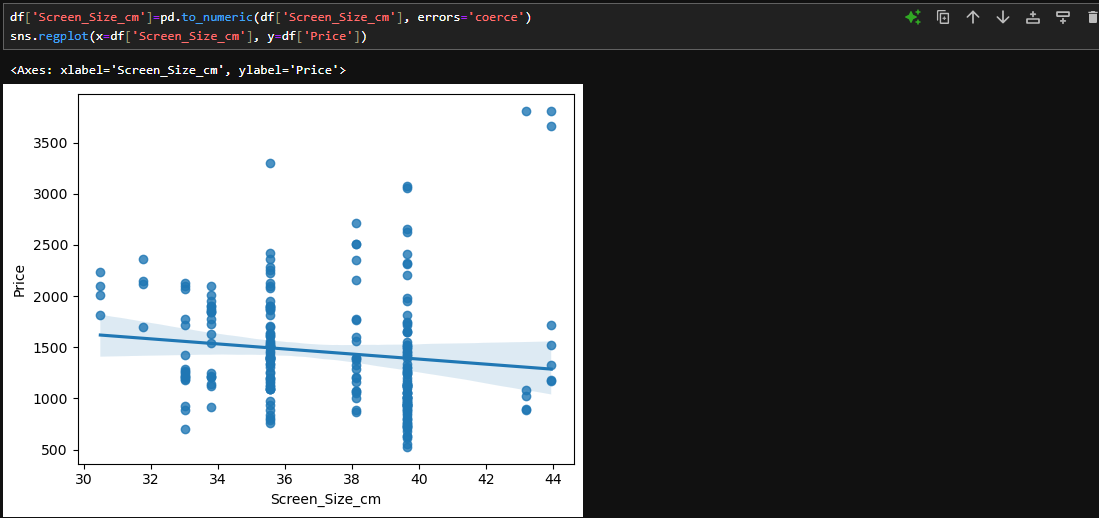 df['Screen_Size_cm']=pd.to_numeric(df['Screen_Size_cm'], errors='coerce')
sns.regplot(x=df['Screen_Size_cm'], y=df['Price'])
<Axes: xlabel='Screen_Size_cm', ylabel='Price'>
3500
3000
2500
2000
1500
1000
500
Price
30 32 34 36 38 40 42 44
Screen_Size_cm